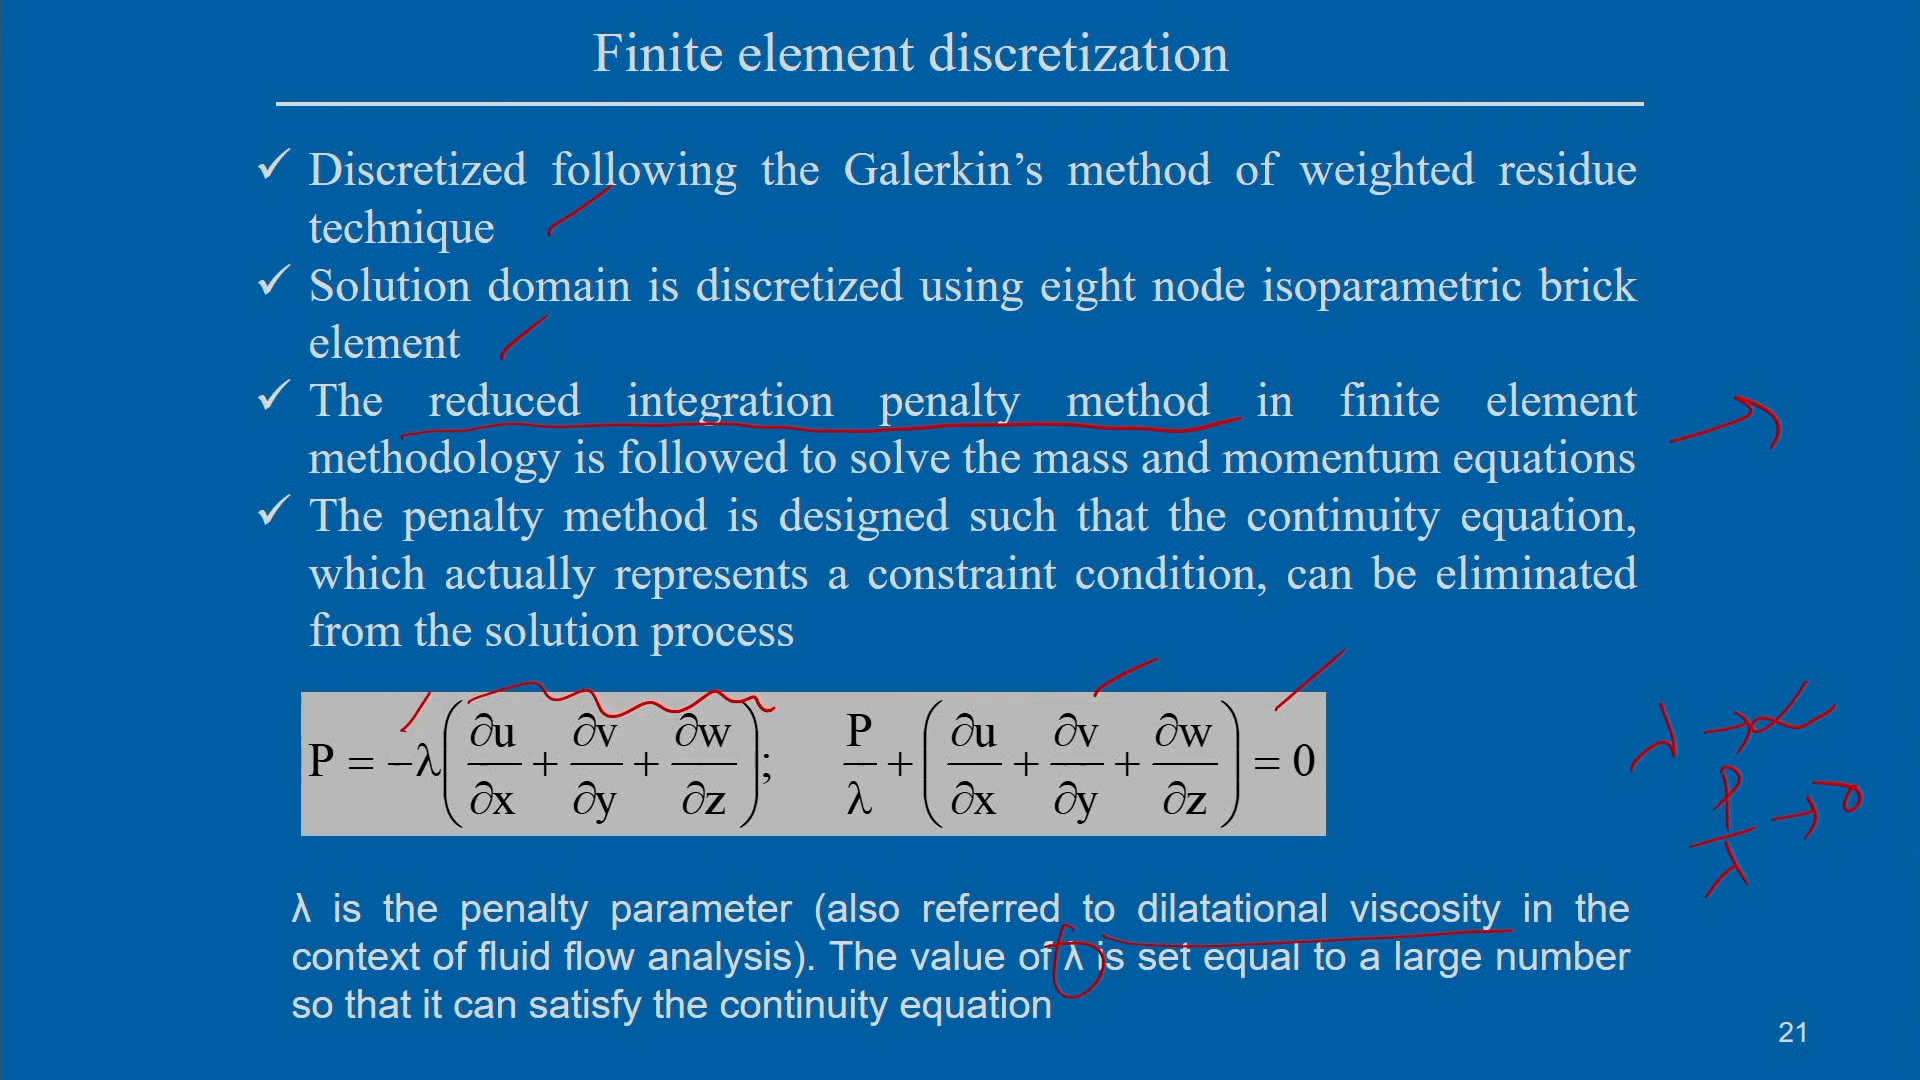 Finite element discretization
✓ Discretized following the Galerkin’s method of weighted residue
technique
✓ Solution domain is discretized using eight node isoparametric brick
element
✓ The reduced integration penalty method in finite element
methodology is followed to solve the mass and momentum equations
✓ The penalty method is designed such that the continuity equation,
which actually represents a constraint condition, can be eliminated
from the solution process
P = −λ(∂u/∂x + ∂v/∂y + ∂w/∂z); P/λ + (∂u/∂x + ∂v/∂y + ∂w/∂z) = 0
λ → ∝
P/λ → 0
λ is the penalty parameter (also referred to dilatational viscosity in the
context of fluid flow analysis). The value of λ is set equal to a large number
so that it can satisfy the continuity equation
21